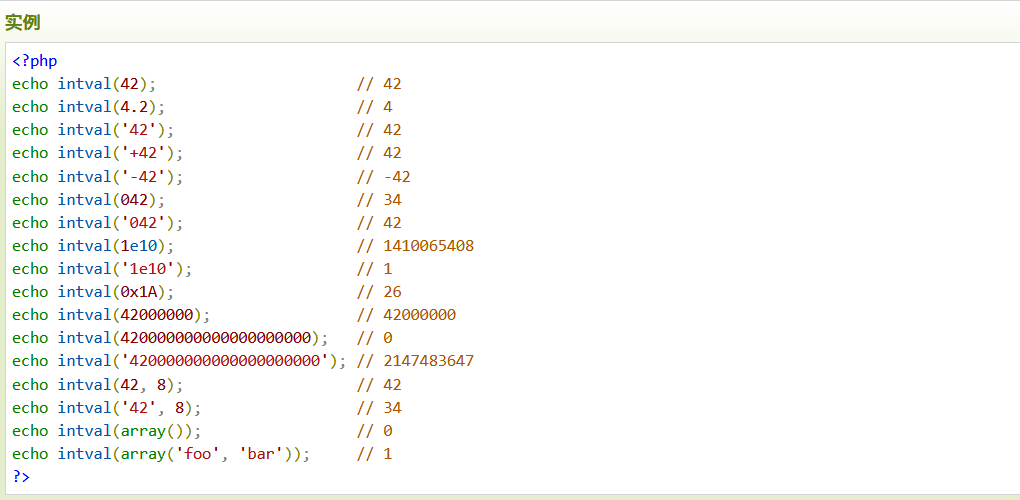 实例
<?php
echo intval(42);                      // 42
echo intval(4.2);                     // 4
echo intval('42');                    // 42
echo intval('+42');                   // 42
echo intval('-42');                   // -42
echo intval(042);                     // 34
echo intval('042');                   // 42
echo intval(1e10);                    // 1410065408
echo intval('1e10');                  // 1
echo intval(0x1A);                    // 26
echo intval(42000000);                // 42000000
echo intval(420000000000000000000);   // 0
echo intval('420000000000000000000'); // 2147483647
echo intval(42, 8);                   // 42
echo intval('42', 8);                 // 34
echo intval(array());                 // 0
echo intval(array('foo', 'bar'));     // 1
?>